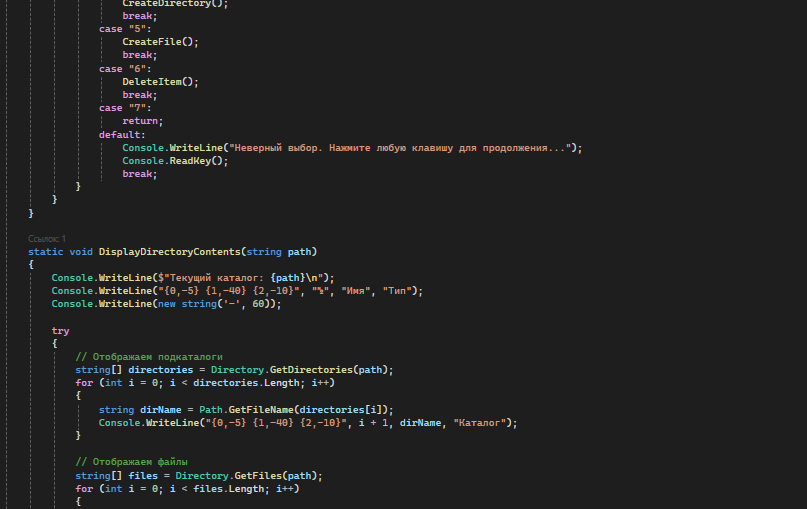 CreateDirectory();
break;
case "5":
CreateFile();
break;
case "6":
DeleteItem();
break;
case "7":
return;
default:
Console.WriteLine("Неверный выбор. Нажмите любую клавишу для продолжения...");
Console.ReadKey();
break;
}
}
}
Ссылок: 1
static void DisplayDirectoryContents(string path)
{
Console.WriteLine($"Текущий каталог: {path}\n");
Console.WriteLine("{0,-5} {1,-40} {2,-10}", "№", "Имя", "Тип");
Console.WriteLine(new string('-', 60));
try
{
// Отображаем подкаталоги
string[] directories = Directory.GetDirectories(path);
for (int i = 0; i < directories.Length; i++)
{
string dirName = Path.GetFileName(directories[i]);
Console.WriteLine("{0,-5} {1,-40} {2,-10}", i + 1, dirName, "Каталог");
}
// Отображаем файлы
string[] files = Directory.GetFiles(path);
for (int i = 0; i < files.Length; i++)
{